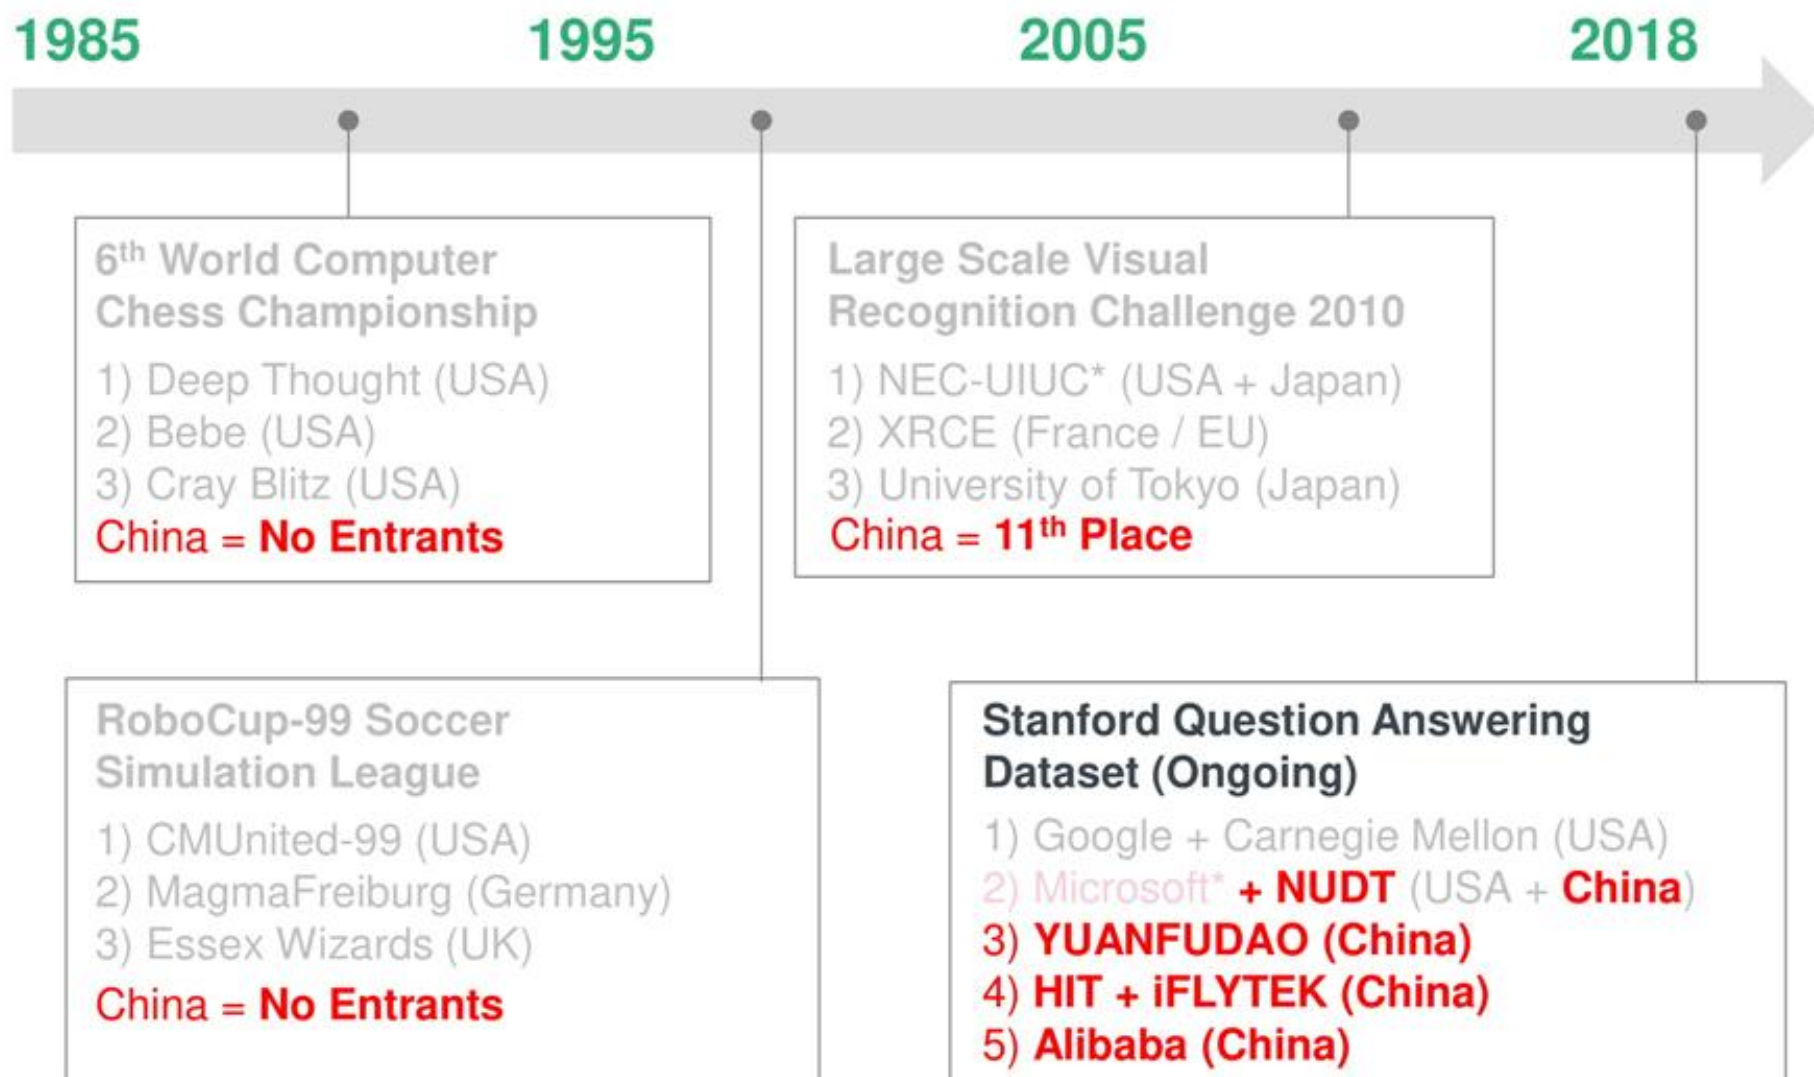 1985 1995 2005 2018
6th World Computer
Chess Championship
1) Deep Thought (USA)
2) Bebe (USA)
3) Cray Blitz (USA)
China = No Entrants
Large Scale Visual
Recognition Challenge 2010
1) NEC-UIUC* (USA + Japan)
2) XRCE (France / EU)
3) University of Tokyo (Japan)
China = 11th Place
RoboCup-99 Soccer
Simulation League
1) CMUnited-99 (USA)
2) MagmaFreiburg (Germany)
3) Essex Wizards (UK)
China = No Entrants
Stanford Question Answering
Dataset (Ongoing)
1) Google + Carnegie Mellon (USA)
2) Microsoft* + NUDT (USA + China)
3) YUANFUDAO (China)
4) HIT + iFLYTEK (China)
5) Alibaba (China)